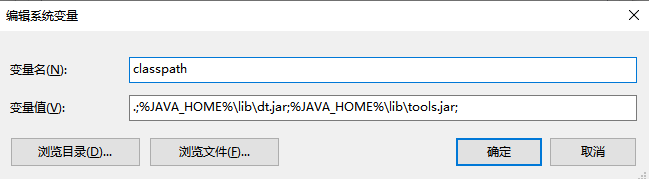 编辑系统变量
变量名(N): classpath
变量值(V): .;%JAVA_HOME%\lib\dt.jar;%JAVA_HOME%\lib\tools.jar;
浏览目录(D)... 浏览文件(F)... 确定 取消